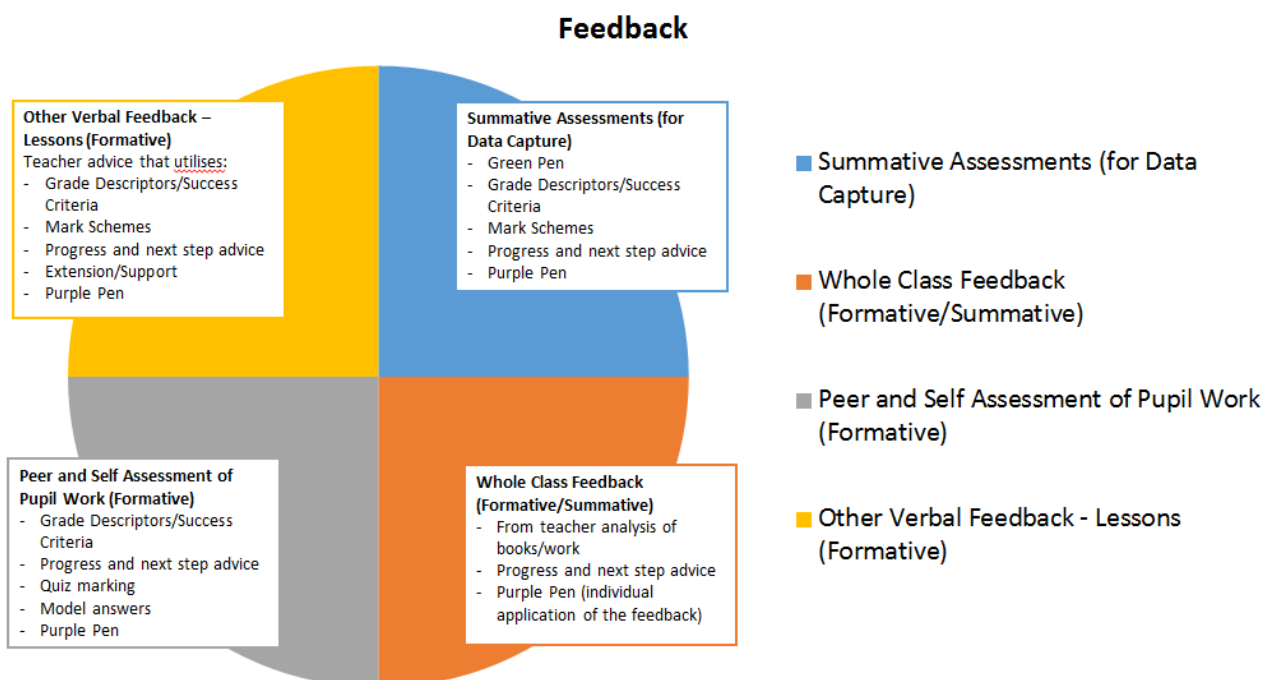 Feedback
Other Verbal Feedback –
Lessons (Formative)
Teacher advice that utilises:
- Grade Descriptors/Success
Criteria
- Mark Schemes
- Progress and next step advice
- Extension/Support
- Purple Pen
Summative Assessments (for
Data Capture)
- Green Pen
- Grade Descriptors/Success
Criteria
- Mark Schemes
- Progress and next step advice
- Purple Pen
Peer and Self Assessment of
Pupil Work (Formative)
- Grade Descriptors/Success
Criteria
- Progress and next step advice
- Quiz marking
- Model answers
- Purple Pen
Whole Class Feedback
(Formative/Summative)
- From teacher analysis of
books/work
- Progress and next step advice
- Purple Pen (individual
application of the feedback)
Summative Assessments (for Data
Capture)
Whole Class Feedback
(Formative/Summative)
Peer and Self Assessment of Pupil Work
(Formative)
Other Verbal Feedback - Lessons
(Formative)